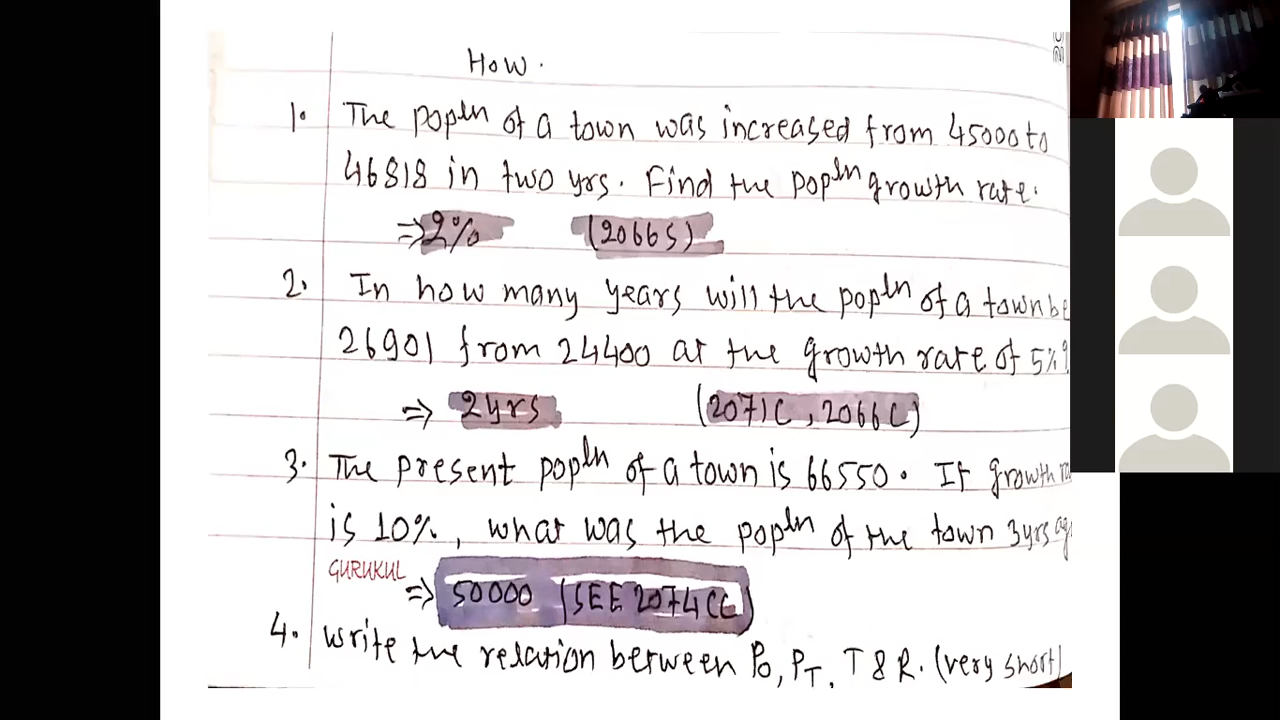 How.
1. The popln of a town was increased from 45000 to
46818 in two yrs. Find the popln growth rate.
⇒ 2% (2066S)
2. In how many years will the popln of a town be
26901 from 24400 at the growth rate of 5%
⇒ 2yrs (2071C, 2066C)
3. The present popln of a town is 66550. If growth
is 10%, what was the popln of the town 3yrs
GURUKUL
⇒ 50000 (SEE 2074CC)
4. Write the relation between Po, PT, T & R. (very short)